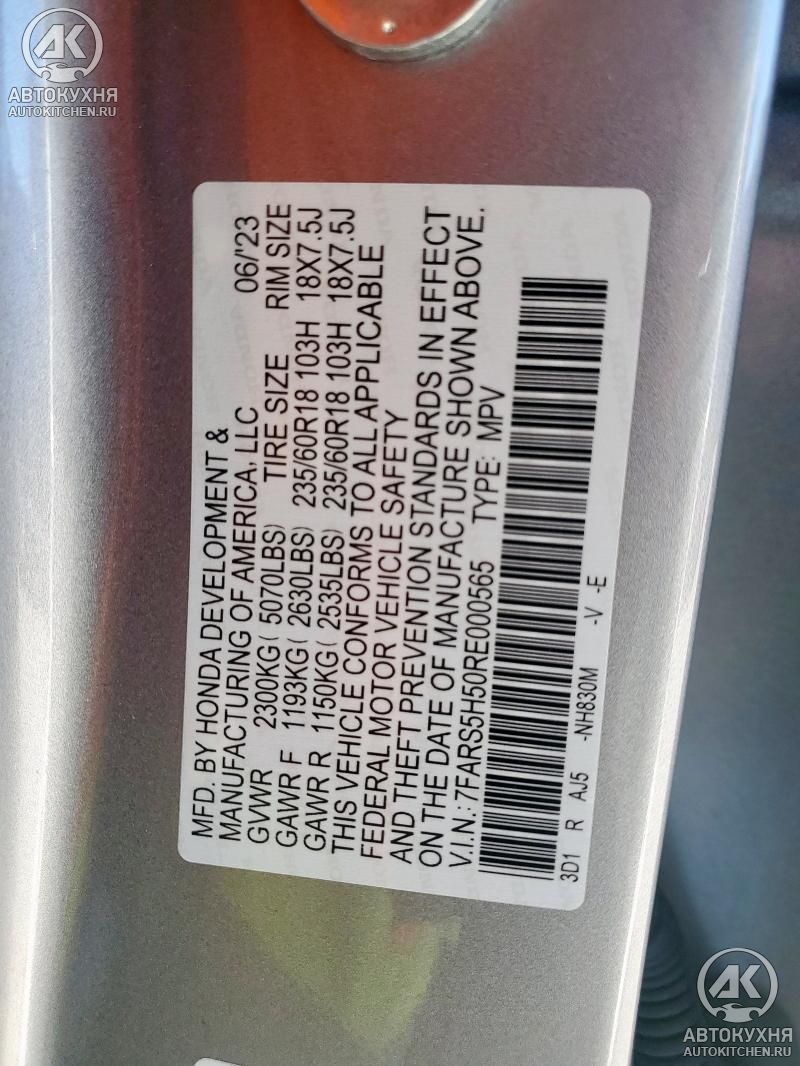 АВТОКУХНЯ
AUTOKITCHEN.RU
MFD. BY HONDA DEVELOPMENT &
MANUFACTURING OF AMERICA, LLC 06/'23
GVWR 2300KG( 5070LBS) TIRE SIZE RIM SIZE
GAWR F 1193KG( 2630LBS) 235/60R18 103H 18X7.5J
GAWR R 1150KG( 2535LBS) 235/60R18 103H 18X7.5J
THIS VEHICLE CONFORMS TO ALL APPLICABLE
FEDERAL MOTOR VEHICLE SAFETY
AND THEFT PREVENTION STANDARDS IN EFFECT
ON THE DATE OF MANUFACTURE SHOWN ABOVE.
V.I.N.: 7FARS5H50RE000565 TYPE: MPV
3D1 R AJ5 -NH830M -V -E
АВТОКУХНЯ
AUTOKITCHEN.RU